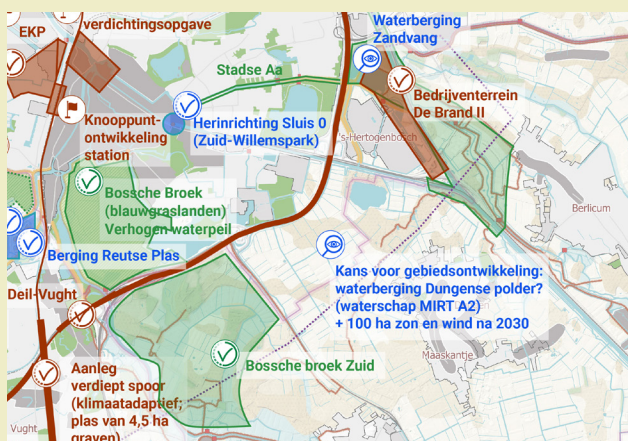 verdichtingsopgave
EKP
Waterberging
Zandvang
Stadse Aa
Bedrijventerrein
De Brand II
Knooppunt-
ontwikkeling
station
Herinrichting Sluis 0
(Zuid-Willemspark)
's-Hertogenbosch
Bossche Broek
(blauwgraslanden)
Verhogen waterpeil
Berlicum
Berging Reutse Plas
Kans voor gebiedsontwikkeling:
waterberging Dungense polder?
(waterschap MIRT A2)
+ 100 ha zon en wind na 2030
Deil-Vught
Maaskantje
Bossche broek Zuid
Aanleg
verdiept spoor
(klimaatadaptief;
plas van 4,5 ha
graven)
Vught